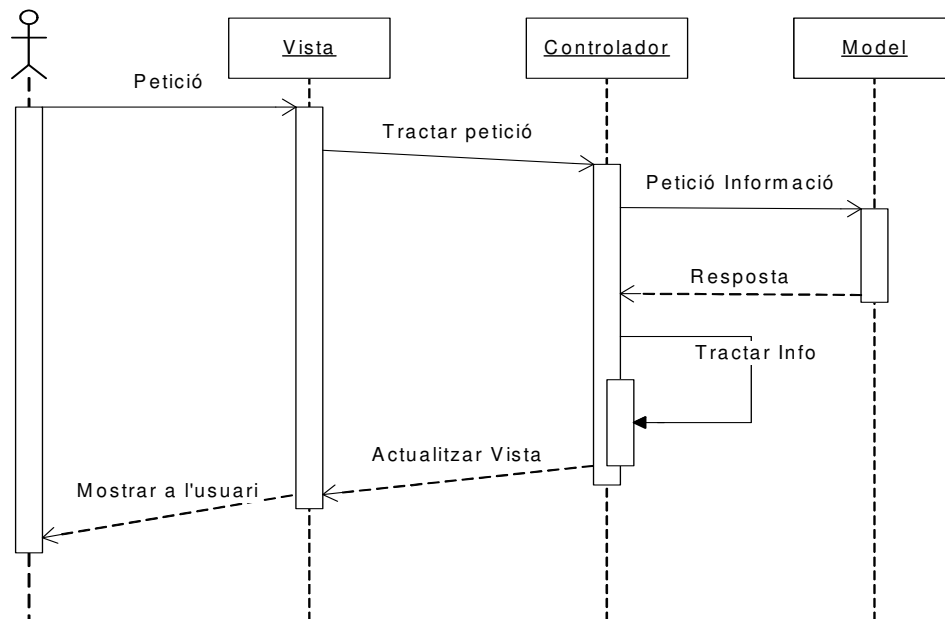 Vista
Controlador
Model
Petició
Tractar petició
Petició Informació
Resposta
Tractar Info
Actualitzar Vista
Mostrar a l'usuari